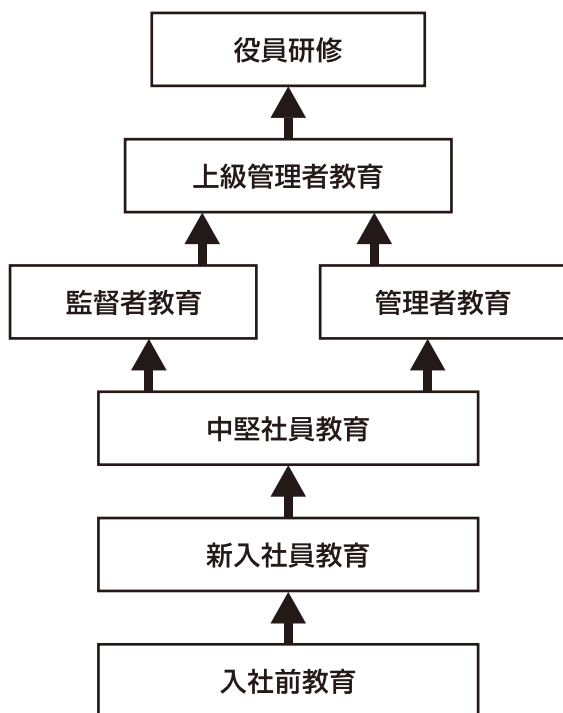 役員研修
上級管理者教育
監督者教育
管理者教育
中堅社員教育
新入社員教育
入社前教育